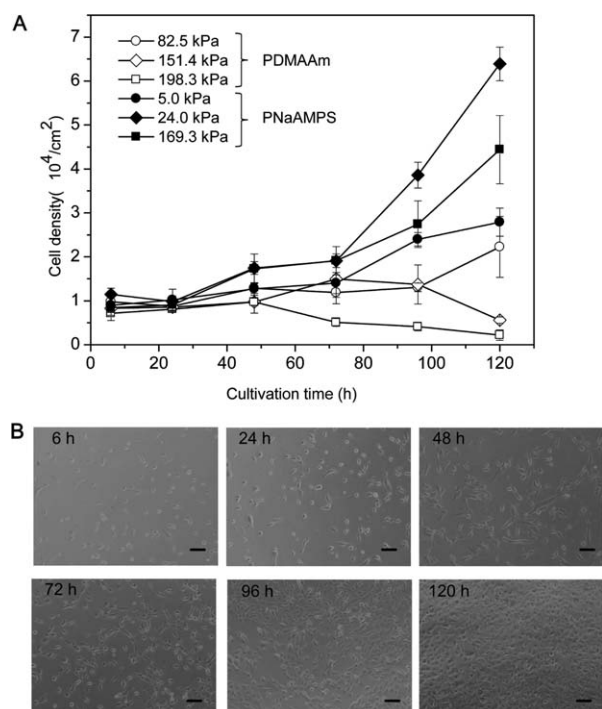 A
7
6
5
4
3
2
1
0
Cell density( 10⁴/cm²)
82.5 kPa
151.4 kPa
198.3 kPa
PDMAAm
5.0 kPa
24.0 kPa
169.3 kPa
PNaAMPS
0 20 40 60 80 100 120
Cultivation time (h)
B
6 h 24 h 48 h
72 h 96 h 120 h